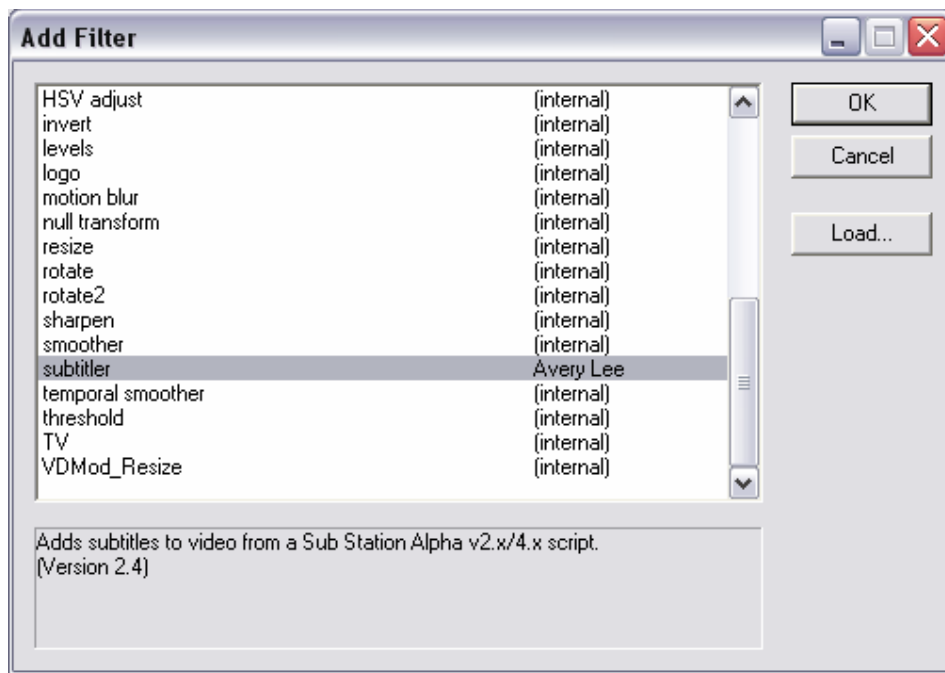 Add Filter
HSV adjust (internal)
invert (internal)
levels (internal)
logo (internal)
motion blur (internal)
null transform (internal)
resize (internal)
rotate (internal)
rotate2 (internal)
sharpen (internal)
smoother (internal)
subtitler Avery Lee
temporal smoother (internal)
threshold (internal)
TV (internal)
VDMod_Resize (internal)
OK
Cancel
Load...
Adds subtitles to video from a Sub Station Alpha v2.x/4.x script.
(Version 2.4)